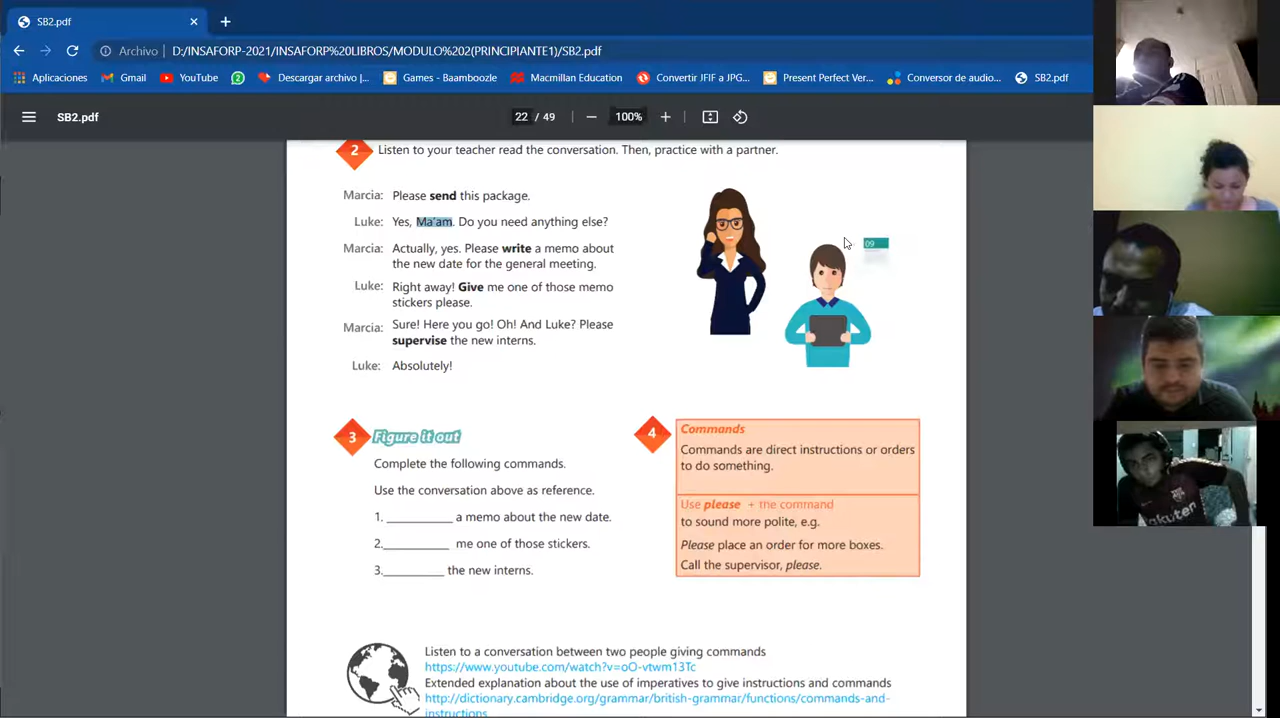 SB2.pdf
Archivo D:/INSAFORP-2021/INSAFORP%20LIBROS/MODULO%202(PRINCIPIANTE1)/SB2.pdf
Aplicaciones Gmail YouTube 2 Descargar archivo |... Games - Baamboozle Macmillan Education Convertir JFIF a JPG... Present Perfect Ver... Conversor de audio... SB2.pdf
SB2.pdf 22 / 49 100%
2 Listen to your teacher read the conversation. Then, practice with a partner.
Marcia: Please send this package.
Luke: Yes, Ma'am. Do you need anything else?
Marcia: Actually, yes. Please write a memo about
the new date for the general meeting.
Luke: Right away! Give me one of those memo
stickers please.
Marcia: Sure! Here you go! Oh! And Luke? Please
supervise the new interns.
Luke: Absolutely!
09
3 Figure it out
Complete the following commands.
Use the conversation above as reference.
1. __________ a memo about the new date.
2.__________ me one of those stickers.
3.__________ the new interns.
4 Commands
Commands are direct instructions or orders
to do something.
Use please + the command
to sound more polite, e.g.
Please place an order for more boxes.
Call the supervisor, please.
Listen to a conversation between two people giving commands
https://www.youtube.com/watch?v=oO-vtwm13Tc
Extended explanation about the use of imperatives to give instructions and commands
http://dictionary.cambridge.org/grammar/british-grammar/functions/commands-and-
instructions